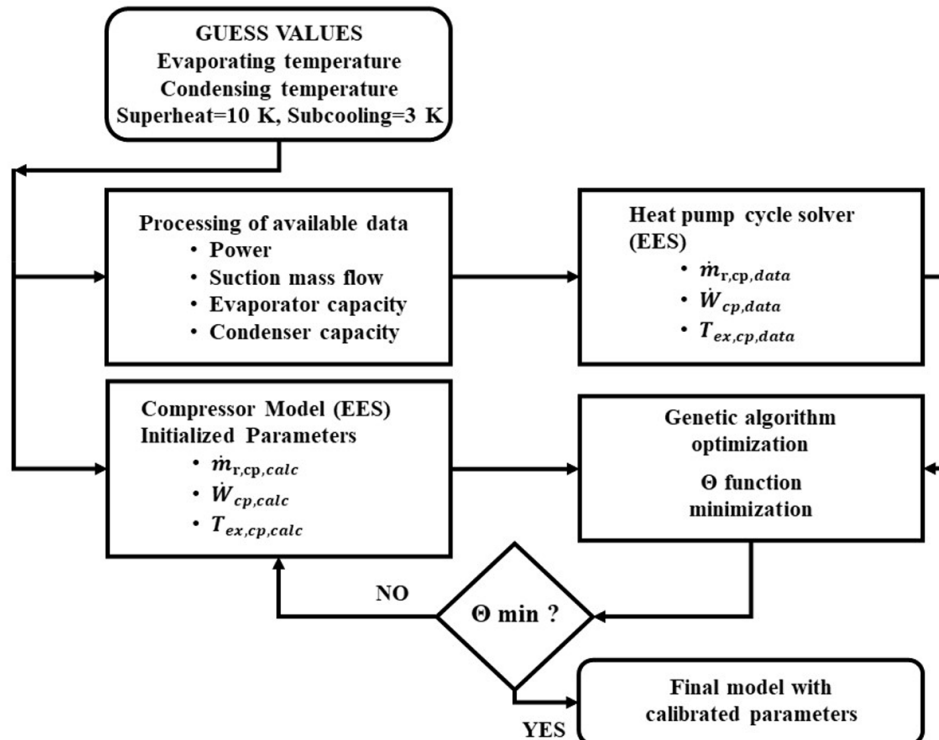 GUESS VALUES
Evaporating temperature
Condensing temperature
Superheat=10 K, Subcooling=3 K
Processing of available data
• Power
• Suction mass flow
• Evaporator capacity
• Condenser capacity
Heat pump cycle solver
(EES)
• ṁr,cp,data
• Ẇcp,data
• Tex,cp,data
Compressor Model (EES)
Initialized Parameters
• ṁr,cp,calc
• Ẇcp,calc
• Tex,cp,calc
Genetic algorithm
optimization
Θ function
minimization
NO
Θ min ?
YES
Final model with
calibrated parameters